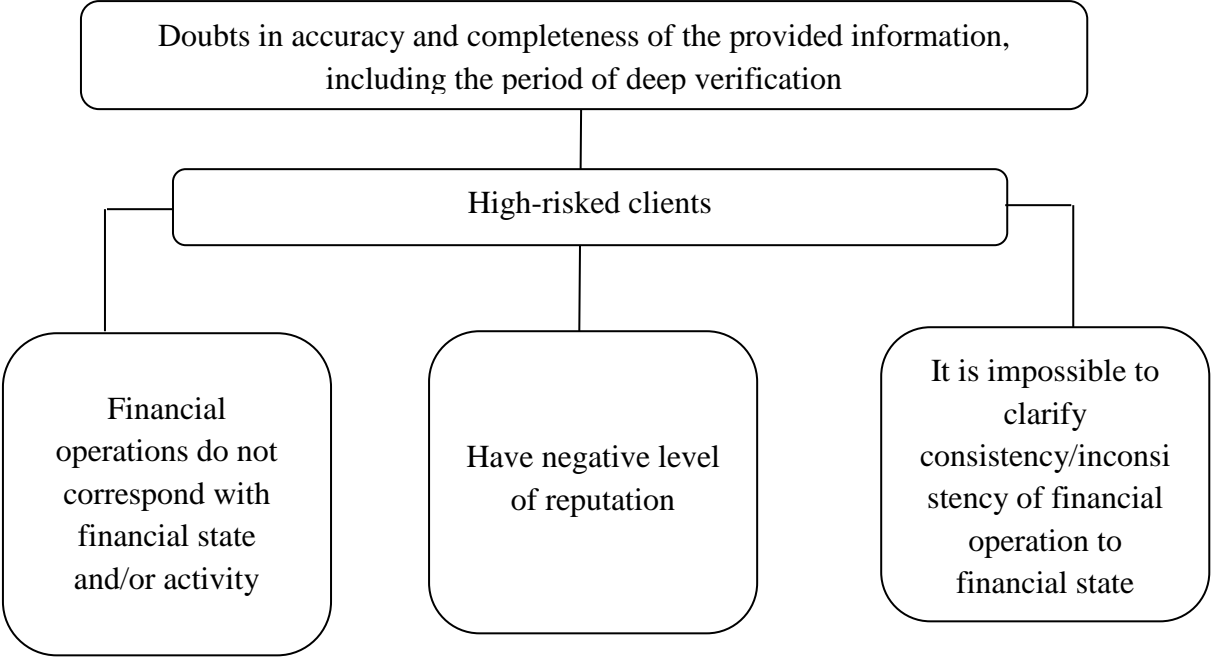 Doubts in accuracy and completeness of the provided information,
including the period of deep verification
High-risked clients
Financial
operations do not
correspond with
financial state
and/or activity
Have negative level
of reputation
It is impossible to
clarify
consistency/inconsi
stency of financial
operation to
financial state